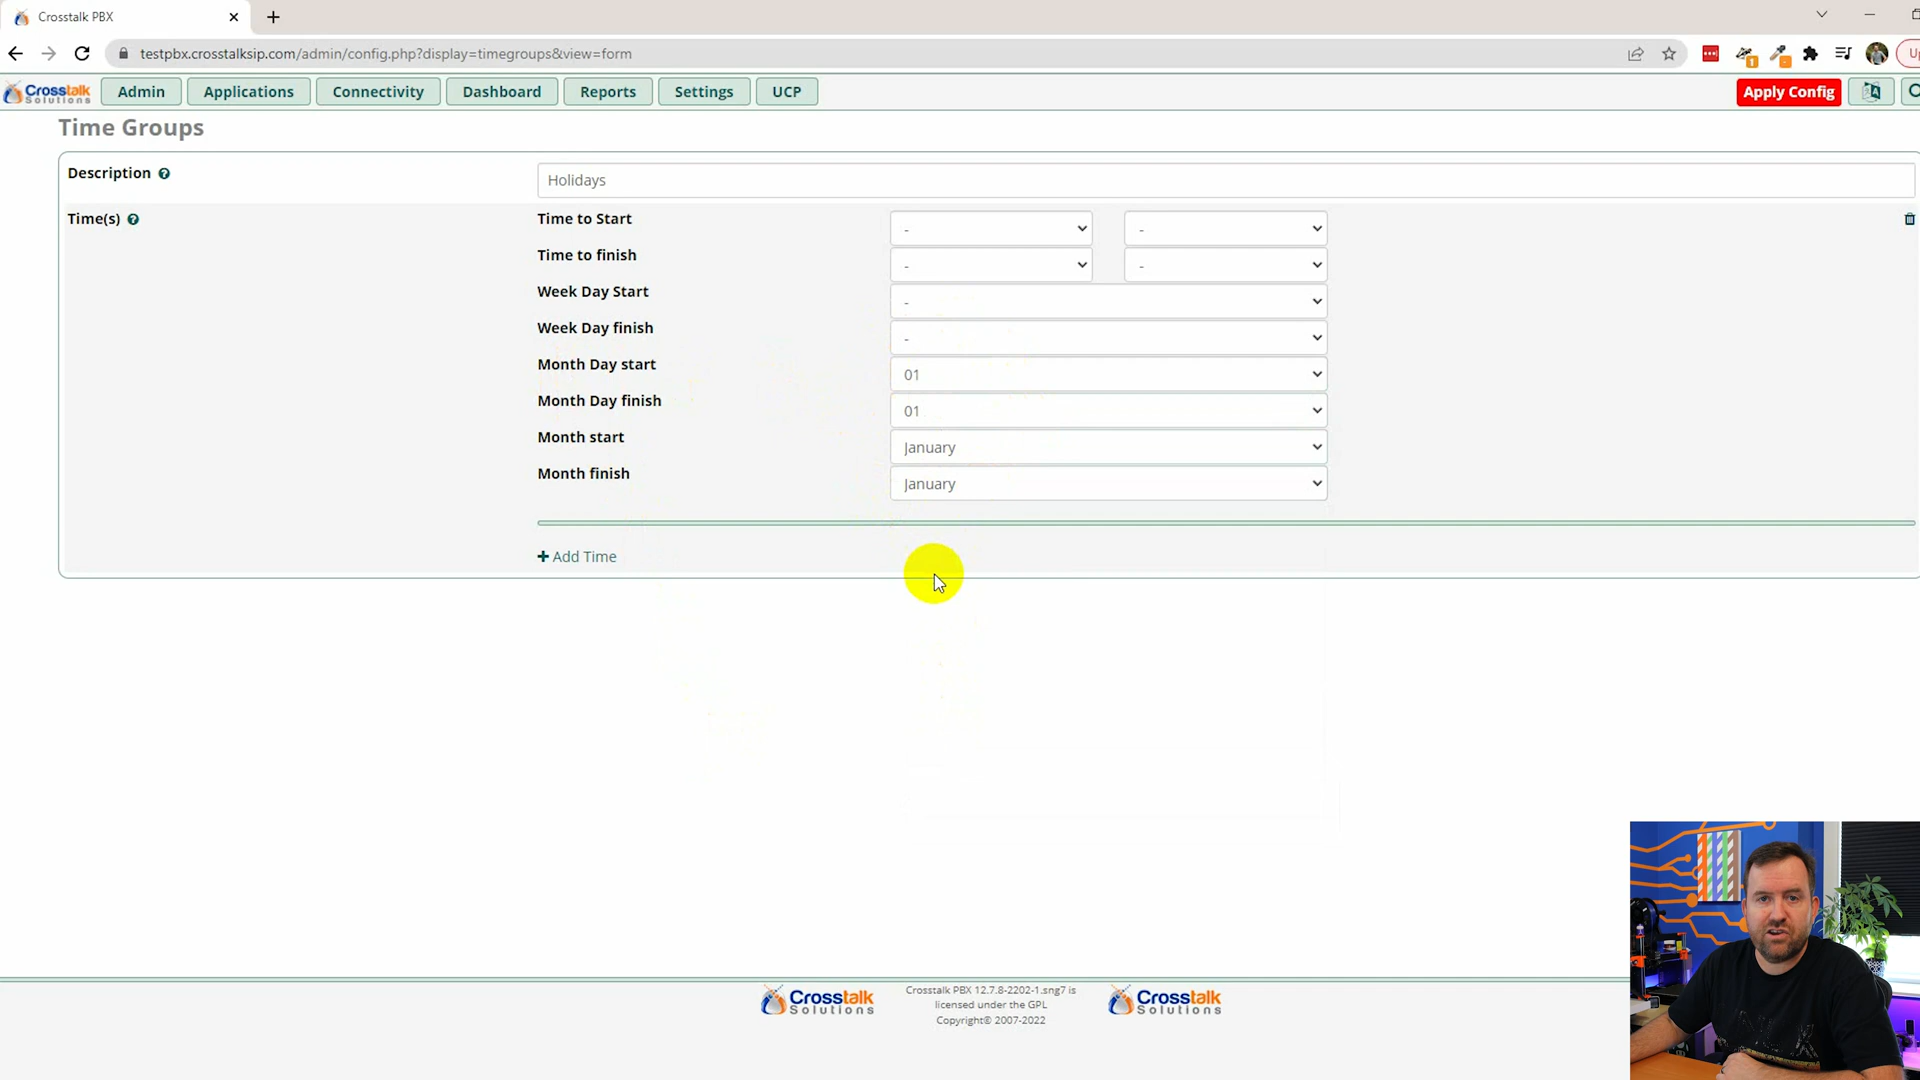 Crosstalk PBX
testpbx.crosstalksip.com/admin/config.php?display=timegroups&view=form
Crosstalk
Solutions
Admin
Applications
Connectivity
Dashboard
Reports
Settings
UCP
Apply Config
Time Groups
Description
Holidays
Time(s)
Time to Start
-
-
Time to finish
-
-
Week Day Start
-
Week Day finish
-
Month Day start
01
Month Day finish
01
Month start
January
Month finish
January
Add Time
Crosstalk
Solutions
Crosstalk PBX 12.7.8-2202-1.sng7 is
licensed under the GPL
Copyright© 2007-2022
Crosstalk
Solutions